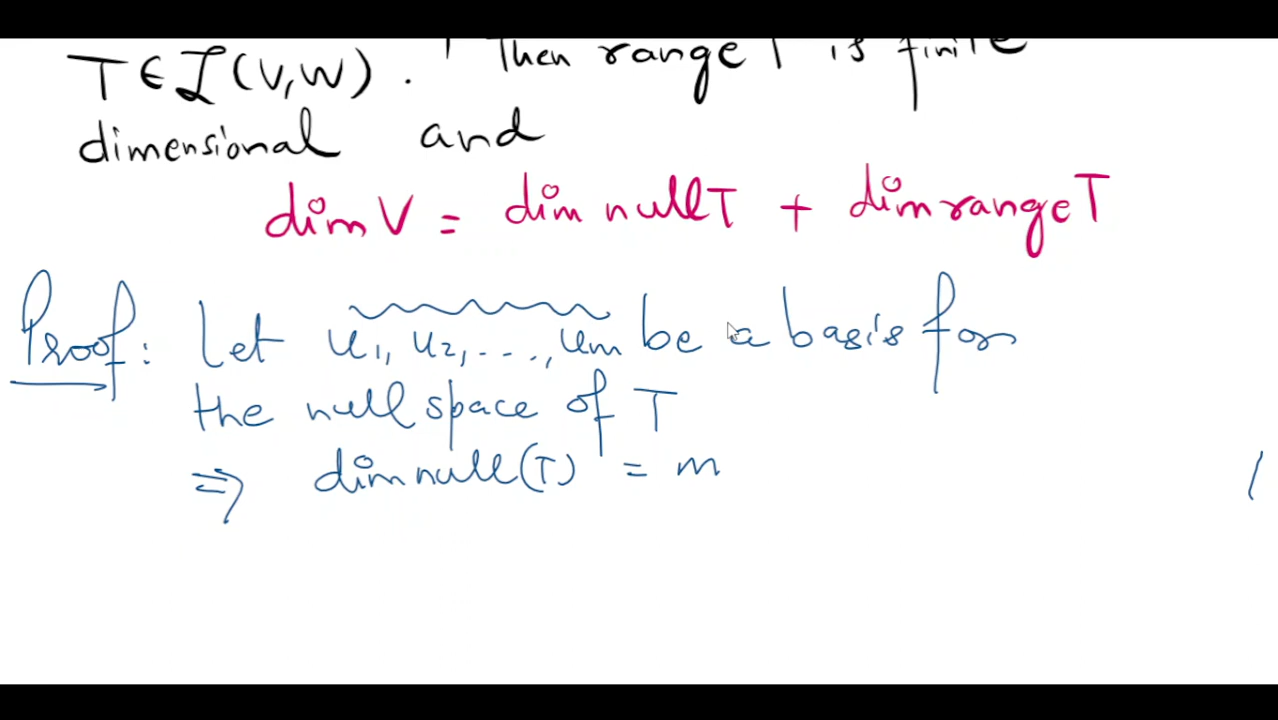 T ∈ L(V,W). Then range T is finite
dimensional and
dim V = dim null T + dim range T
Proof: Let u1, u2, ..., um be a basis for
the null space of T
⇒ dim null(T) = m